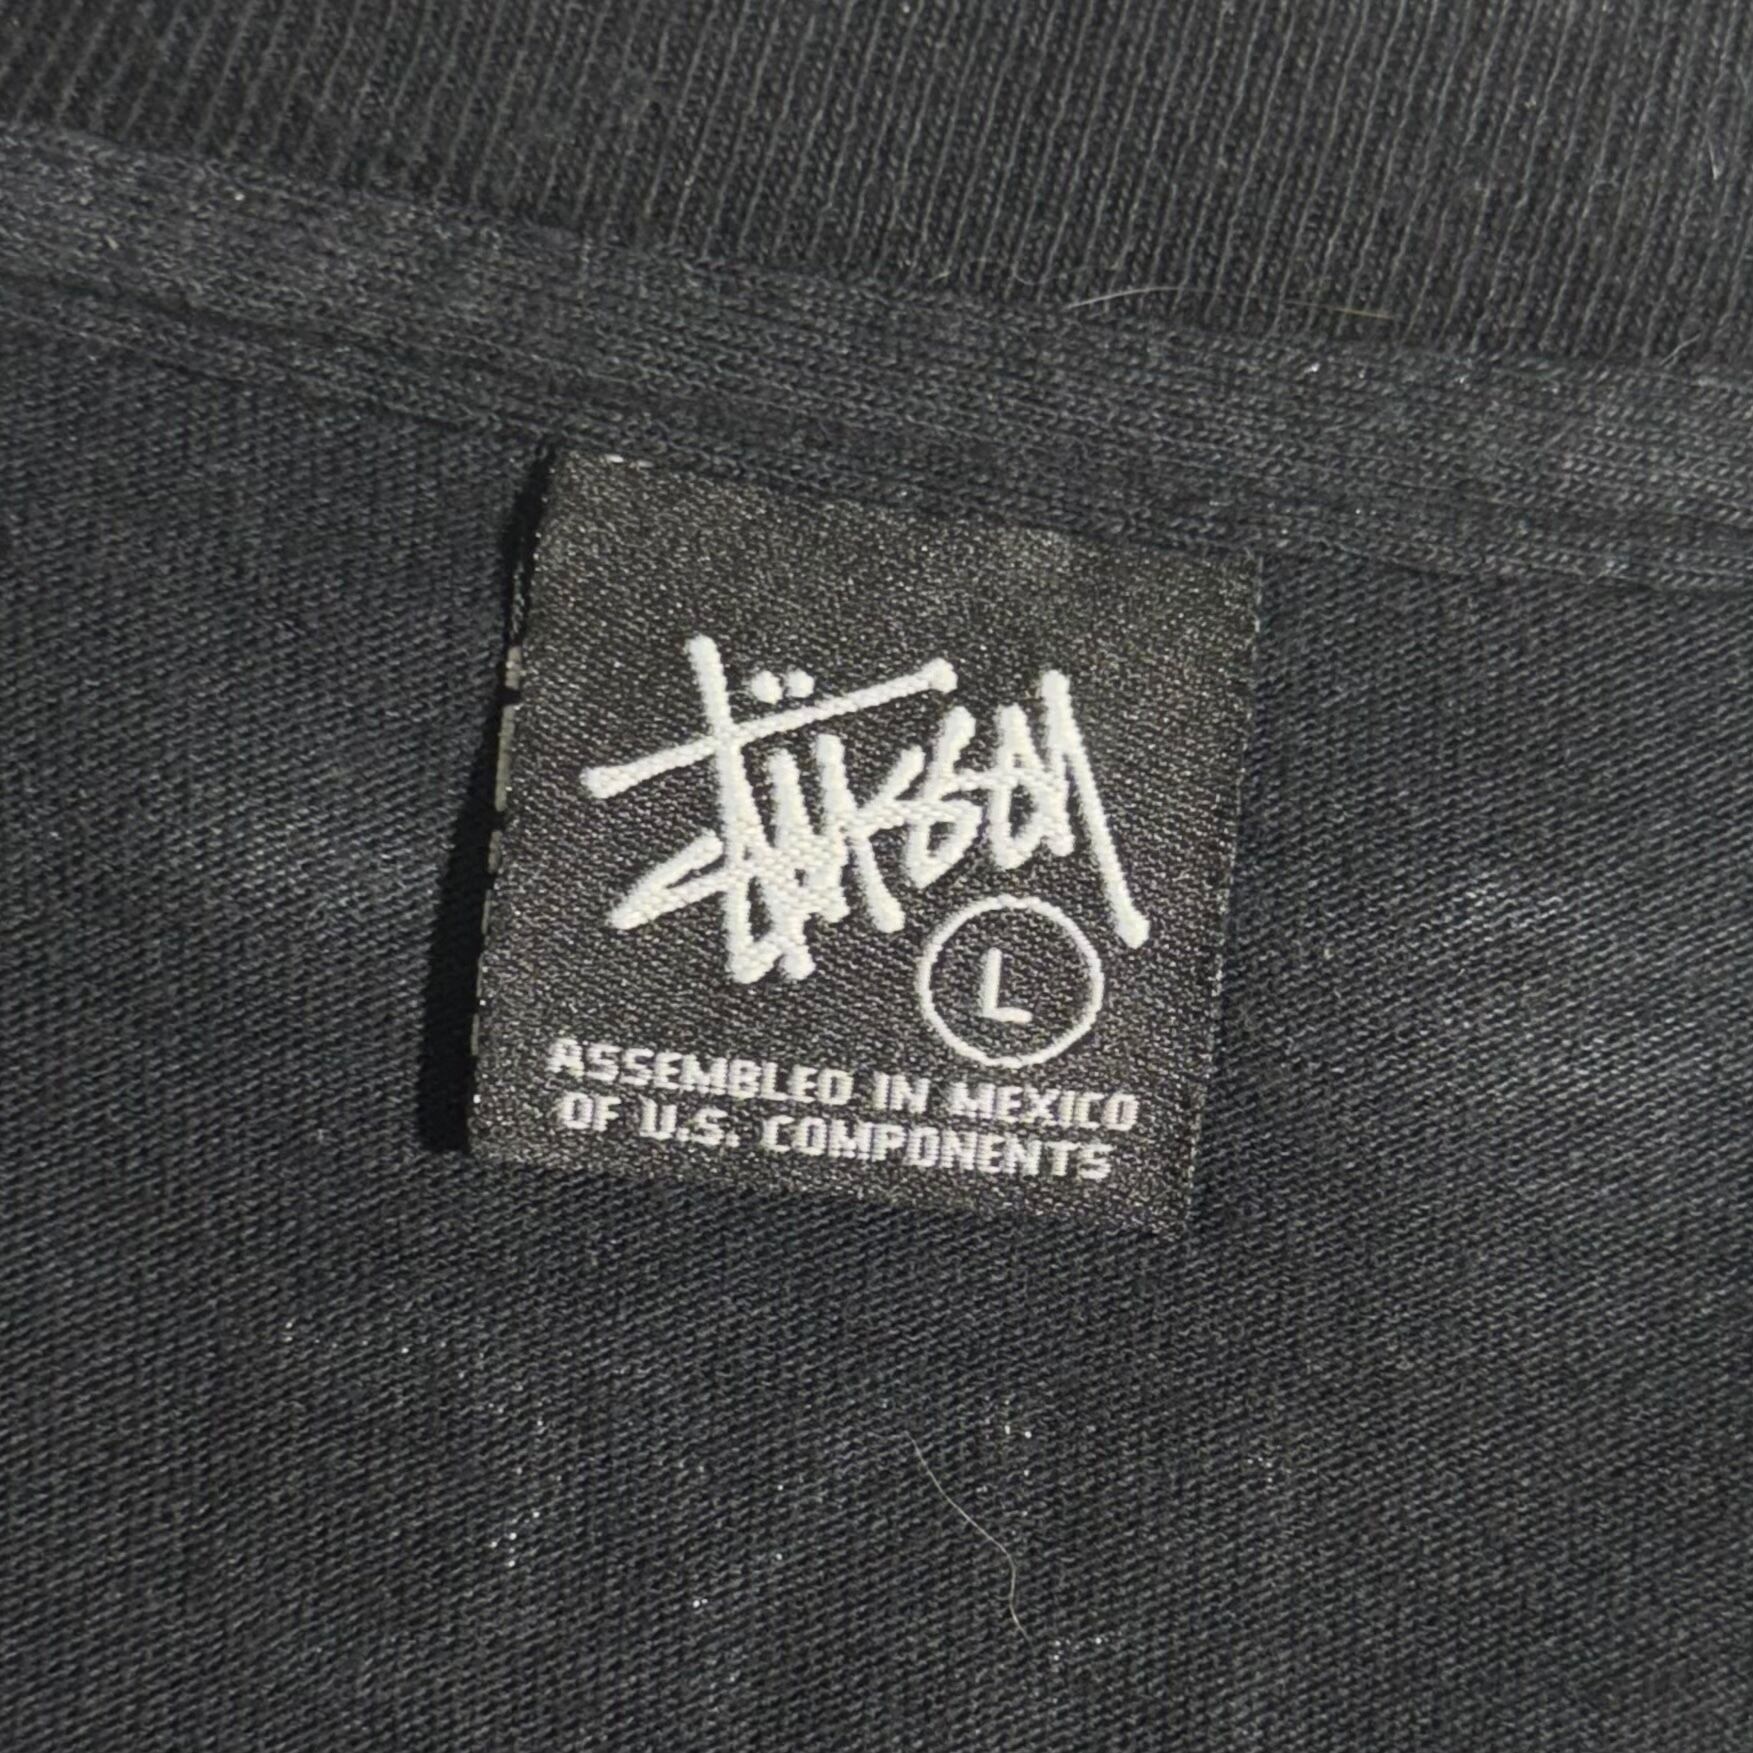 Stüssy
L
ASSEMBLED IN MEXICO
OF U.S. COMPONENTS